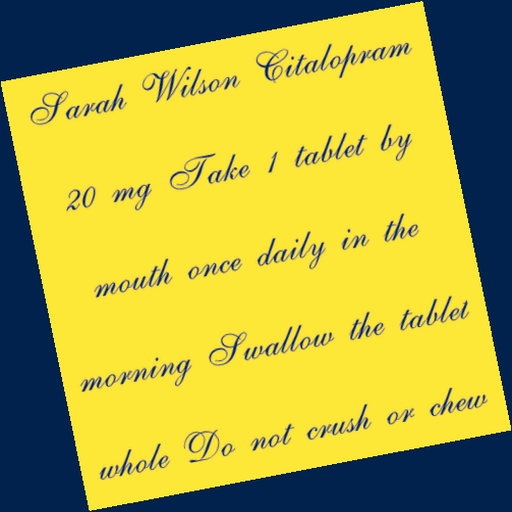 Sarah Wilson Citalopram
20 mg Take 1 tablet by
mouth once daily in the
morning Swallow the tablet
whole Do not crush or chew